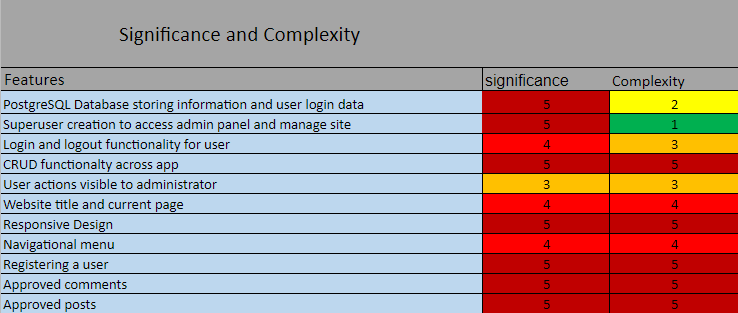 Significance and Complexity
Features significance Complexity
PostgreSQL Database storing information and user login data 5 2
Superuser creation to access admin panel and manage site 5 1
Login and logout functionality for user 4 3
CRUD functionalty across app 5 5
User actions visible to administrator 3 3
Website title and current page 4 4
Responsive Design 5 5
Navigational menu 4 4
Registering a user 5 5
Approved comments 5 5
Approved posts 5 5